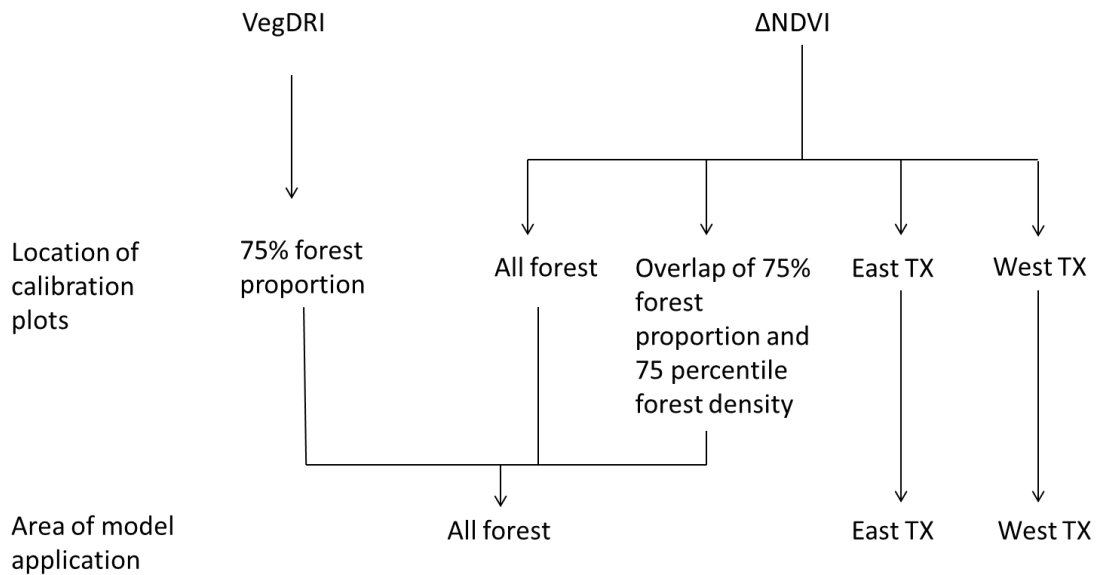 VegDRI
ΔNDVI
Location of
calibration
plots
75% forest
proportion
All forest
Overlap of 75%
forest
proportion and
75 percentile
forest density
East TX
West TX
Area of model
application
All forest
East TX
West TX